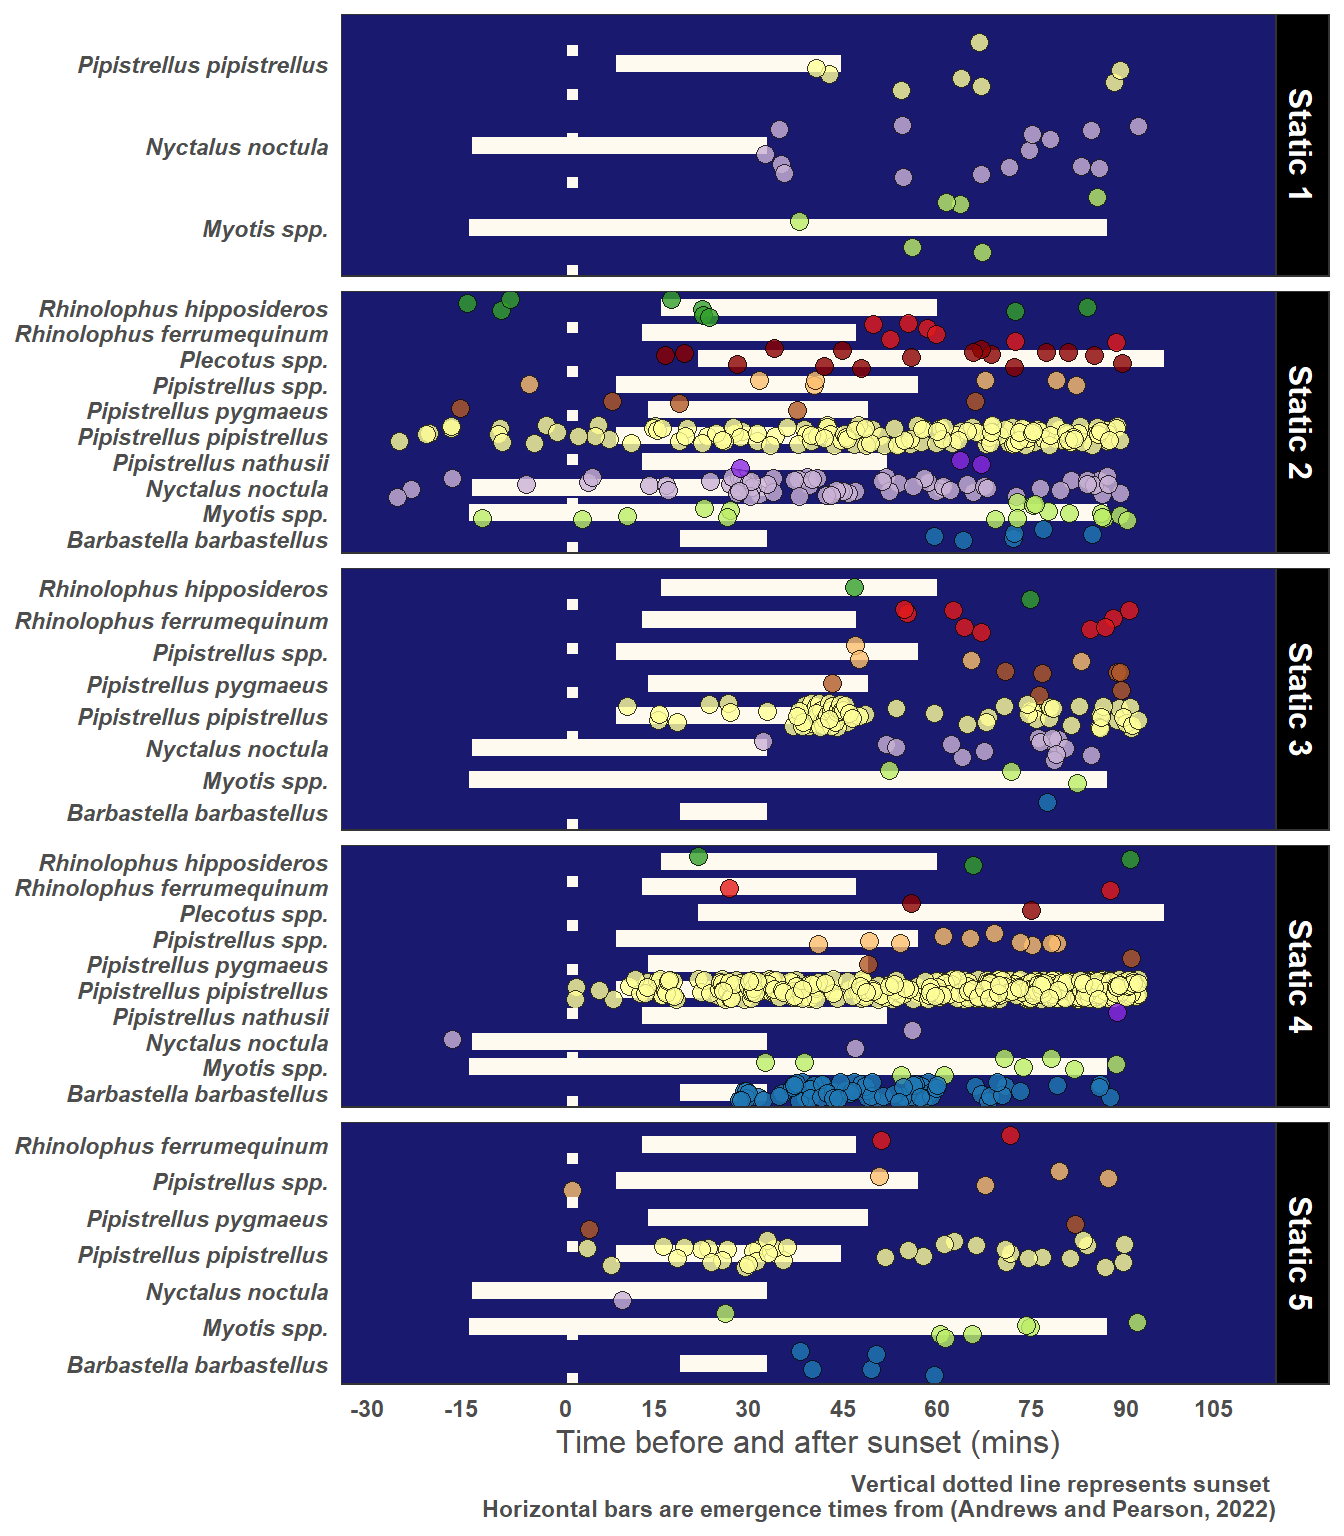 Pipistrellus pipistrellus
Nyctalus noctula
Myotis spp.
Static 1
Rhinolophus hipposideros
Rhinolophus ferrumequinum
Plecotus spp.
Pipistrellus spp.
Pipistrellus pygmaeus
Pipistrellus pipistrellus
Pipistrellus nathusii
Nyctalus noctula
Myotis spp.
Barbastella barbastellus
Static 2
Rhinolophus hipposideros
Rhinolophus ferrumequinum
Pipistrellus spp.
Pipistrellus pygmaeus
Pipistrellus pipistrellus
Nyctalus noctula
Myotis spp.
Barbastella barbastellus
Static 3
Rhinolophus hipposideros
Rhinolophus ferrumequinum
Plecotus spp.
Pipistrellus spp.
Pipistrellus pygmaeus
Pipistrellus pipistrellus
Pipistrellus nathusii
Nyctalus noctula
Myotis spp.
Barbastella barbastellus
Static 4
Rhinolophus ferrumequinum
Pipistrellus spp.
Pipistrellus pygmaeus
Pipistrellus pipistrellus
Nyctalus noctula
Myotis spp.
Barbastella barbastellus
Static 5
-30 -15 0 15 30 45 60 75 90 105
Time before and after sunset (mins)
Vertical dotted line represents sunset
Horizontal bars are emergence times from (Andrews and Pearson, 2022)